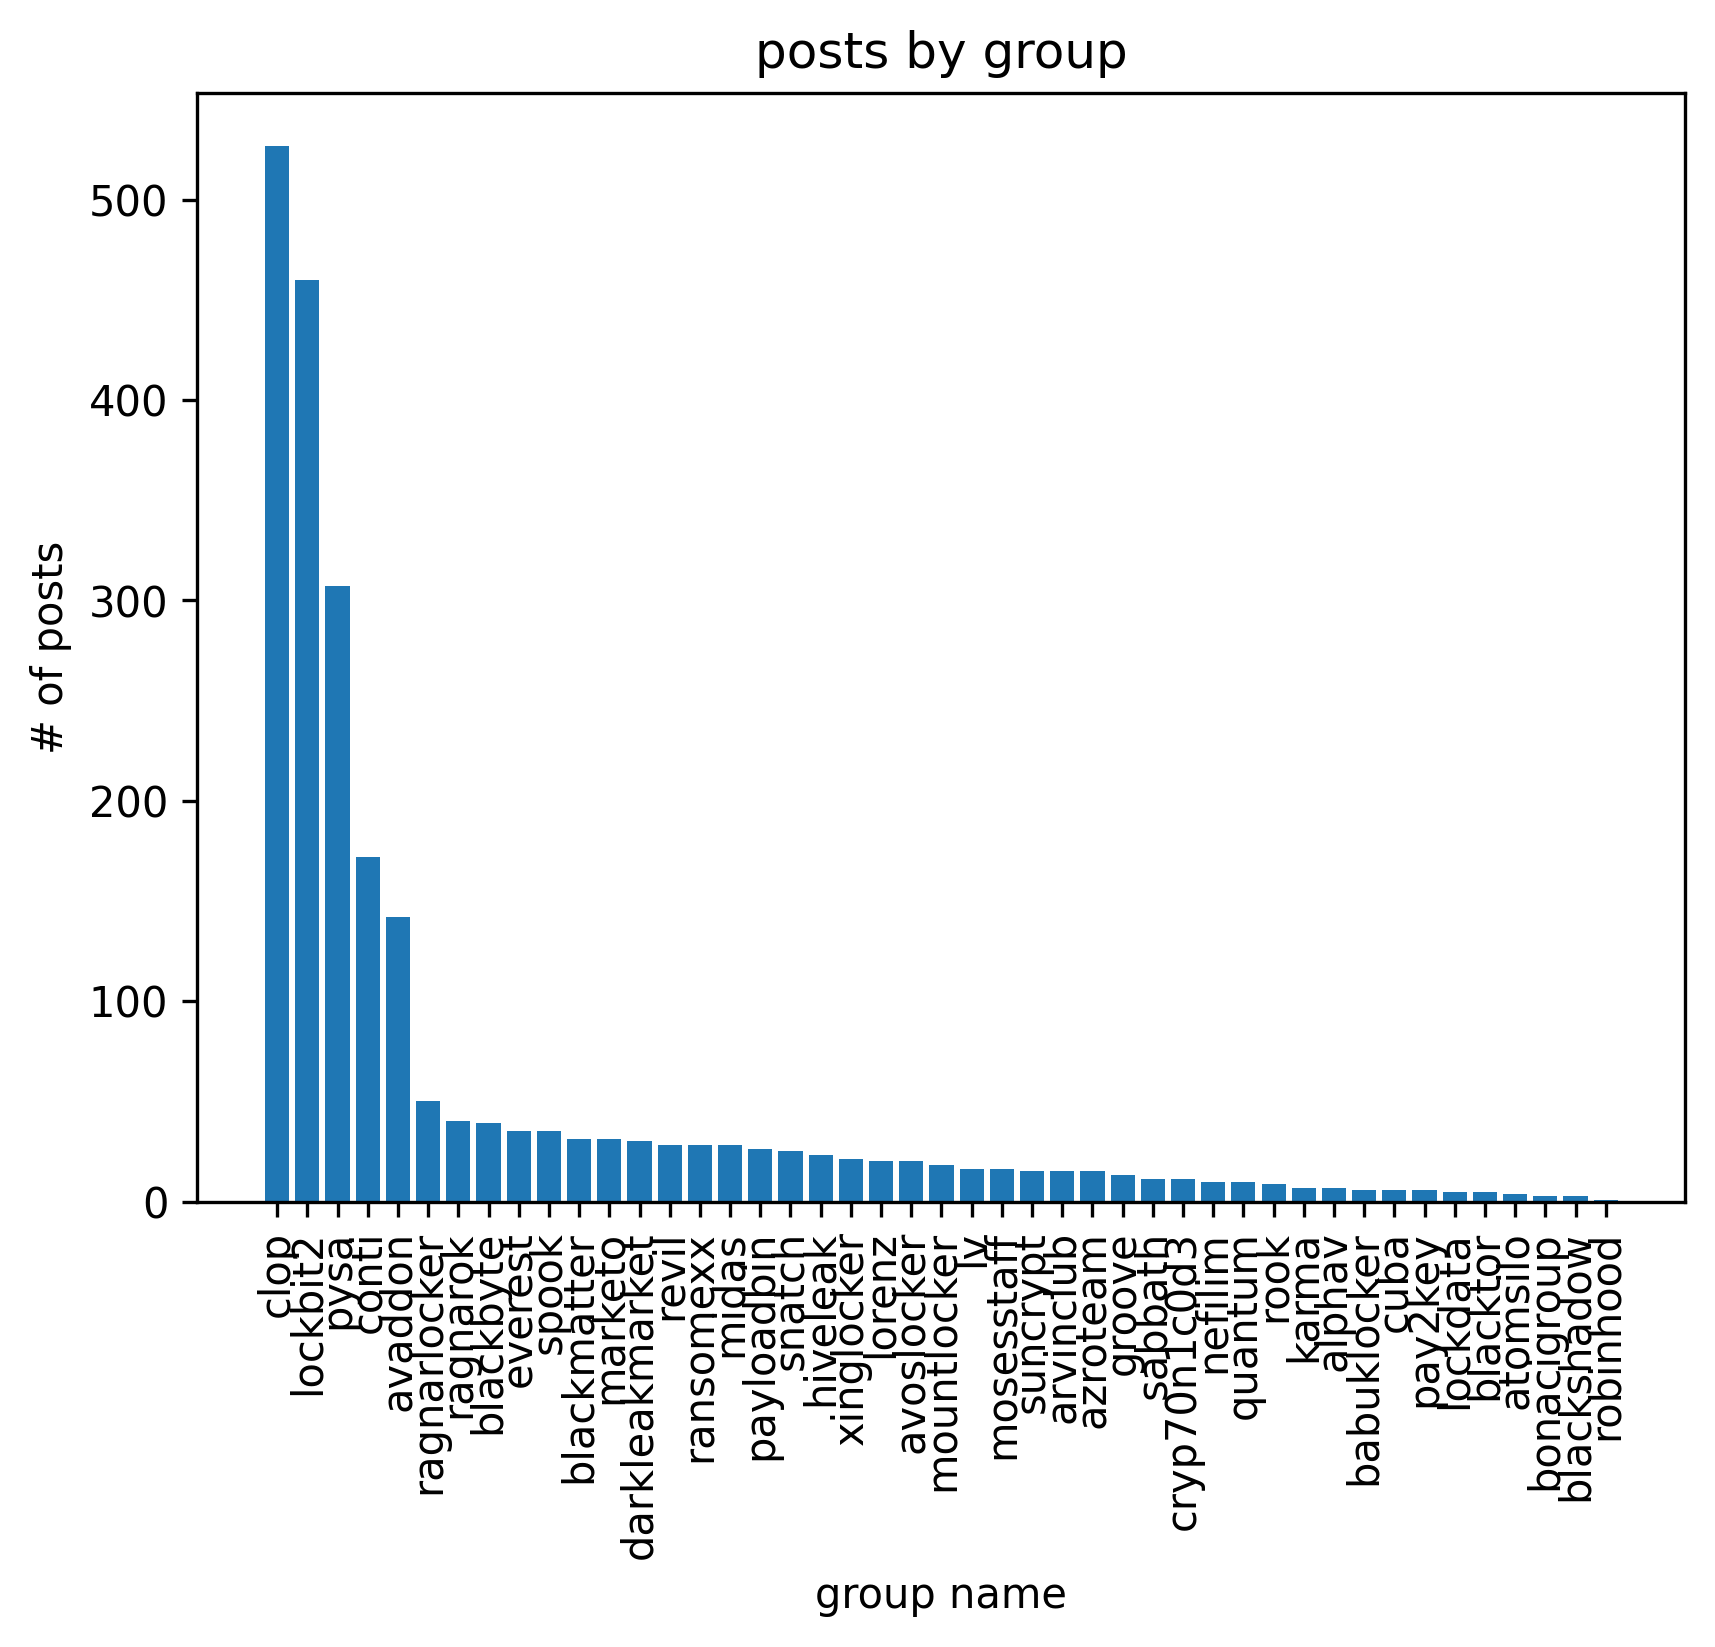 posts by group
# of posts
500
400
300
200
100
0
clop
lockbit2
pysa
conti
avaddon
ragnarlocker
ragnarok
blackbyte
everest
spook
blackmatter
marketo
darkleakmarket
revil
ransomexx
midas
payloadbin
snatch
hiveleak
xinglocker
lorenz
avoslocker
mountlocker
lv
mosesstaff
suncrypt
arvinclub
azroteam
groove
sabbath
cryp70n1c0d3
nefilim
quantum
rook
karma
alphav
babuklocker
cuba
pay2key
lockdata
blacktor
atomsilo
bonacigroup
blackshadow
robinhood
group name